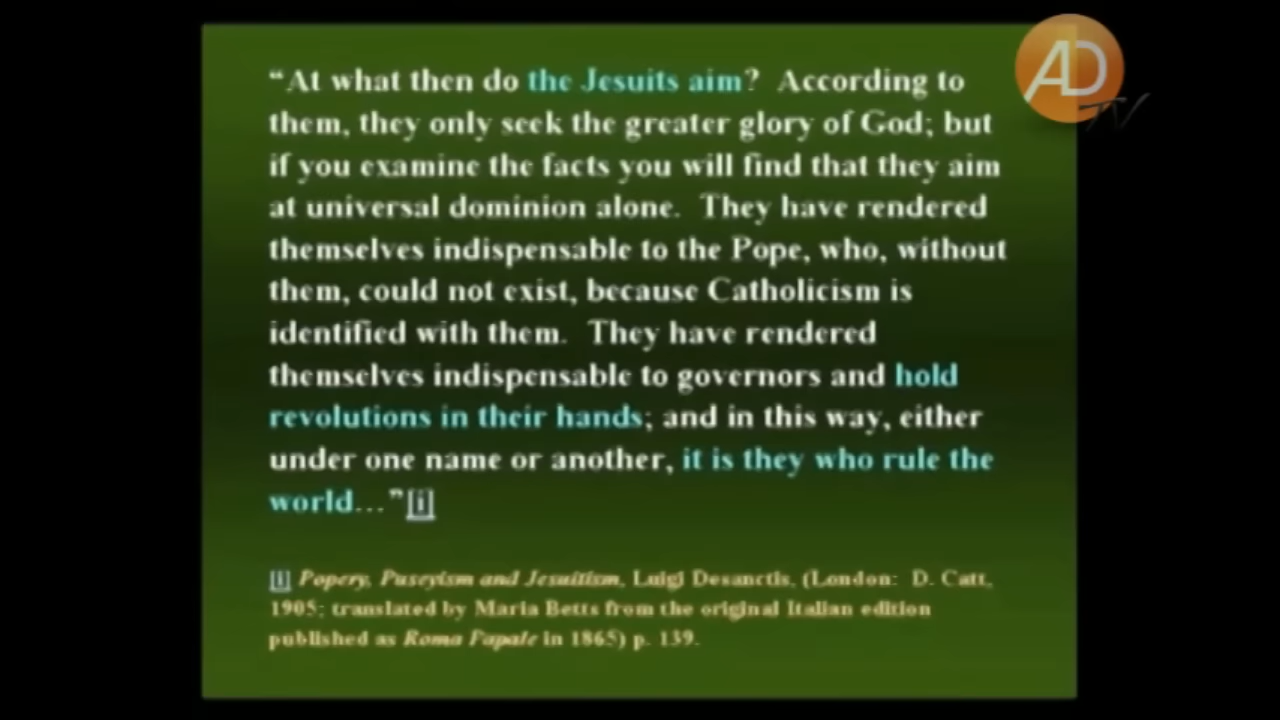 AD
TV
“At what then do the Jesuits aim? According to
them, they only seek the greater glory of God; but
if you examine the facts you will find that they aim
at universal dominion alone. They have rendered
themselves indispensable to the Pope, who, without
them, could not exist, because Catholicism is
identified with them. They have rendered
themselves indispensable to governors and hold
revolutions in their hands; and in this way, either
under one name or another, it is they who rule the
world…”[i]
[i] Popery, Puseyism and Jesuitism, Luigi Desanctis, (London: D. Catt,
1905; translated by Maria Betts from the original Italian edition
published as Roma Papale in 1865) p. 139.